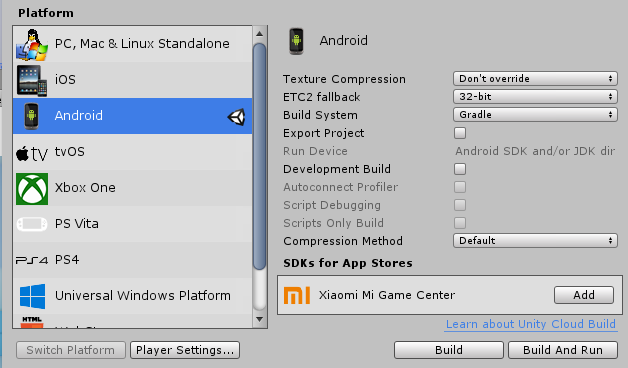 Platform
PC, Mac & Linux Standalone
iOS
Android
tvOS
Xbox One
PS Vita
PS4
Universal Windows Platform
HTML
Switch Platform
Player Settings...
Android
Texture Compression Don't override
ETC2 fallback 32-bit
Build System Gradle
Export Project
Run Device Android SDK and/or JDK dir
Development Build
Autoconnect Profiler
Script Debugging
Scripts Only Build
Compression Method Default
SDKs for App Stores
Xiaomi Mi Game Center Add
Learn about Unity Cloud Build
Build
Build And Run